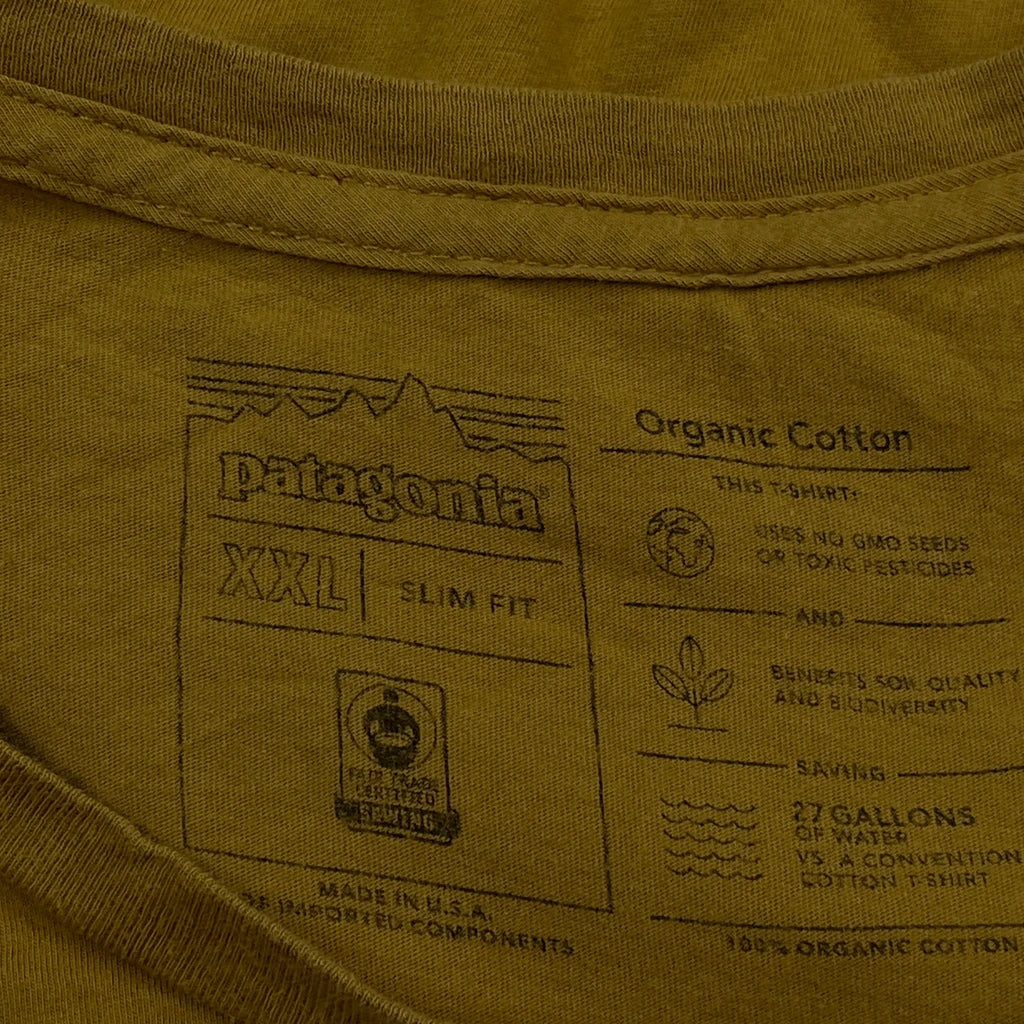 patagonia®
XXL | SLIM FIT
FAIR TRADE
CERTIFIED
SEWING
MADE IN U.S.A.
OF IMPORTED COMPONENTS
Organic Cotton
THIS T-SHIRT:
USES NO GMO SEEDS
OR TOXIC PESTICIDES
AND
BENEFITS SOIL QUALITY
AND BIODIVERSITY
SAVING
27 GALLONS
OF WATER
VS. A CONVENTION
COTTON T-SHIRT
100% ORGANIC COTTON